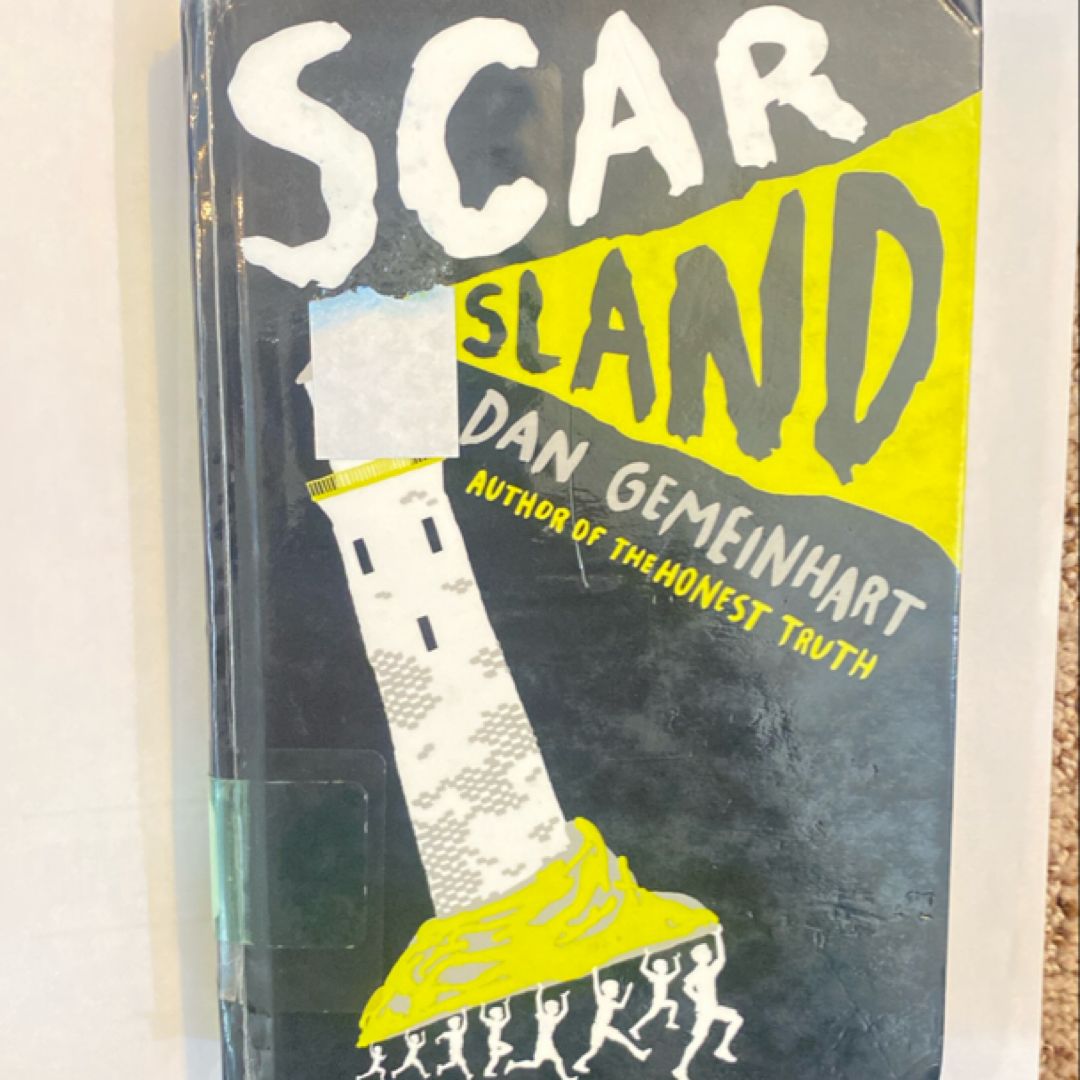 SCAR
SLAND
DAN GEMEINHART
AUTHOR OF THE HONEST TRUTH